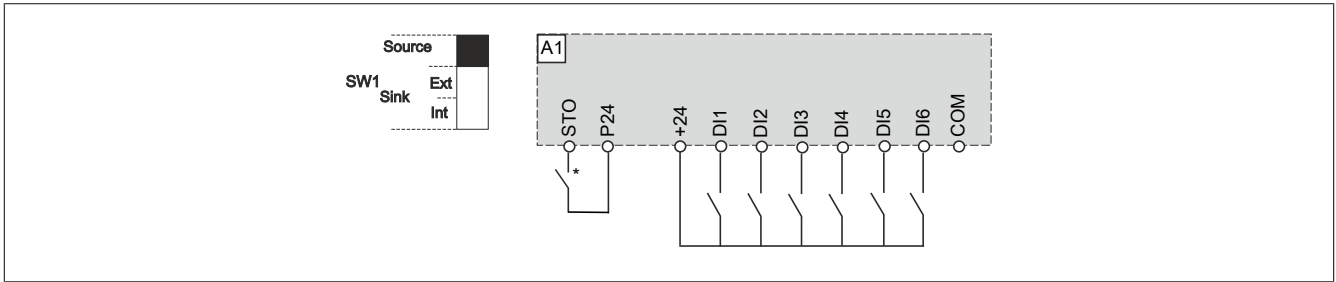 Source
SW1
Sink
Ext
Int
A1
STO
P24
+24
DI1
DI2
DI3
DI4
DI5
DI6
COM
*